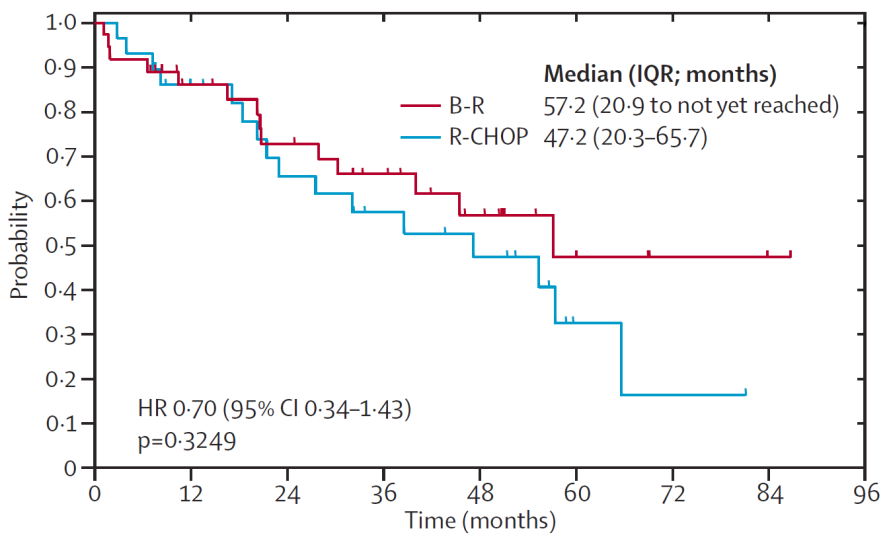 1·0
0·9
0·8
0·7
0·6
0·5
0·4
0·3
0·2
0·1
0
Probability
Median (IQR; months)
B-R 57·2 (20·9 to not yet reached)
R-CHOP 47·2 (20·3–65·7)
HR 0·70 (95% CI 0·34–1·43)
p=0·3249
0 12 24 36 48 60 72 84 96
Time (months)